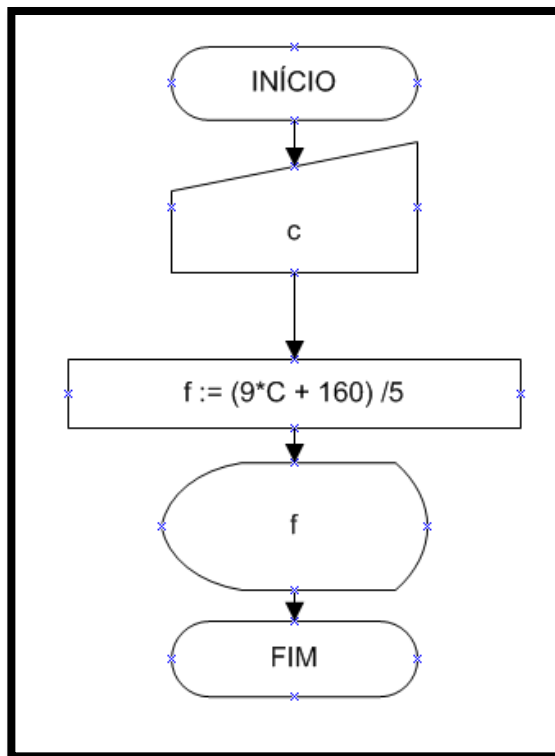 INÍCIO
c
f := (9*C + 160) /5
f
FIM